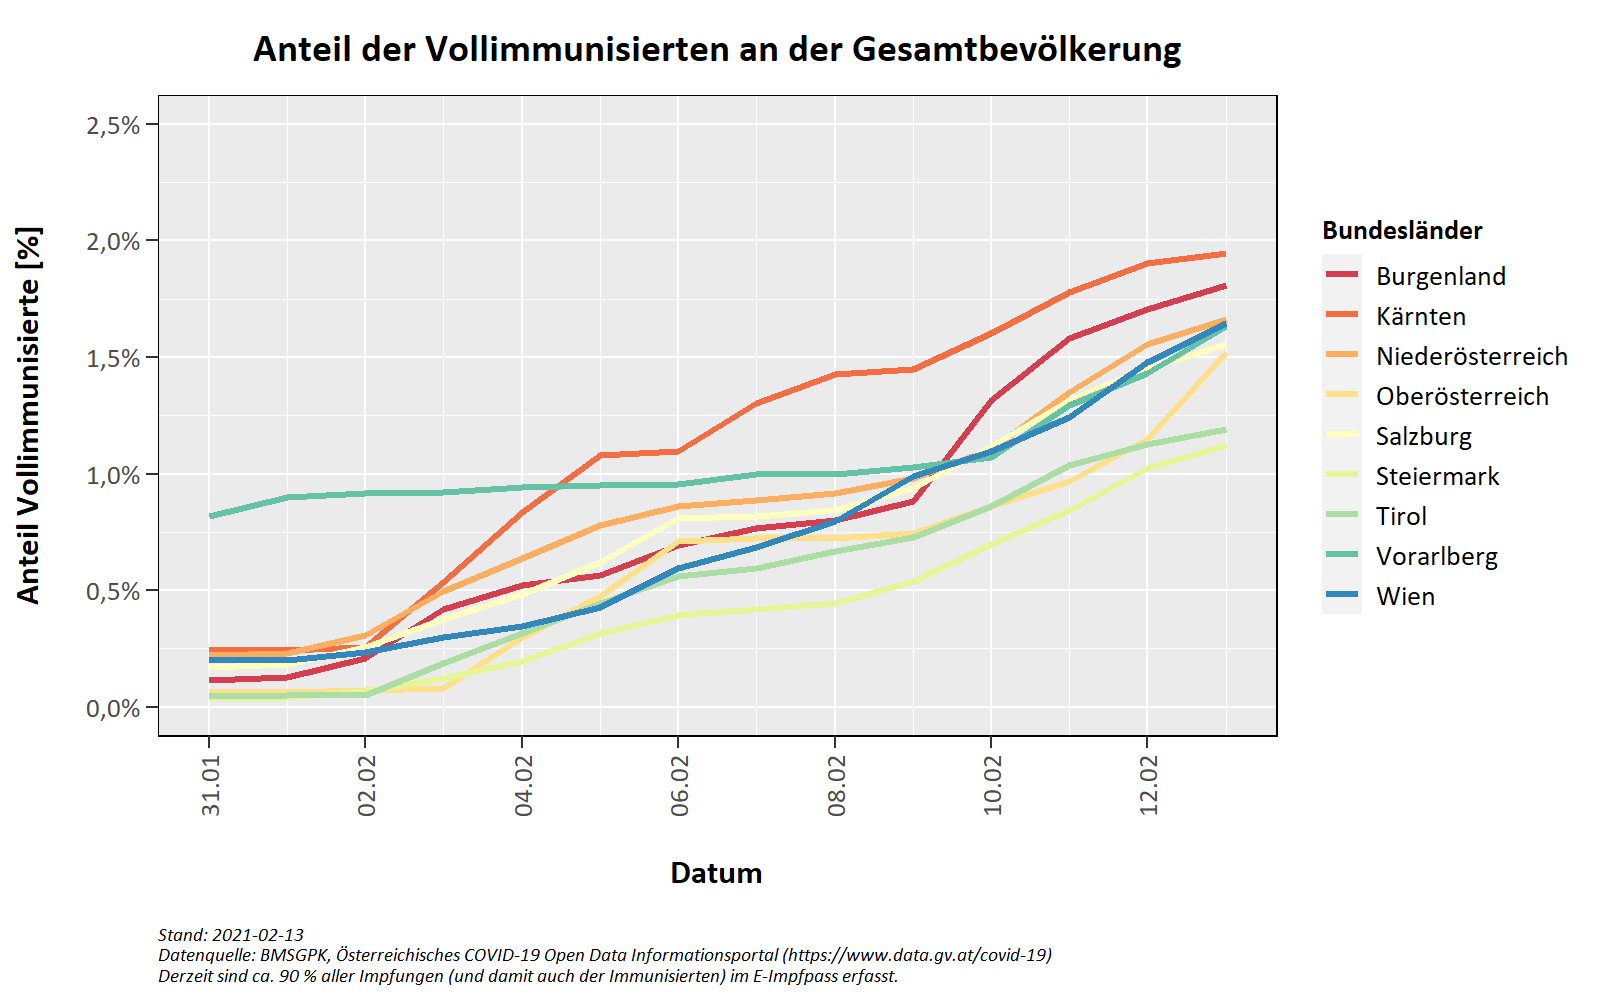 Anteil der Vollimmunisierten an der Gesamtbevölkerung
Anteil Vollimmunisierte [%]
2,5%
2,0%
1,5%
1,0%
0,5%
0,0%
31.01
02.02
04.02
06.02
08.02
10.02
12.02
Datum
Bundesländer
Burgenland
Kärnten
Niederösterreich
Oberösterreich
Salzburg
Steiermark
Tirol
Vorarlberg
Wien
Stand: 2021-02-13
Datenquelle: BMSGPK, Österreichisches COVID-19 Open Data Informationsportal (https://www.data.gv.at/covid-19)
Derzeit sind ca. 90 % aller Impfungen (und damit auch der Immunisierten) im E-Impfpass erfasst.